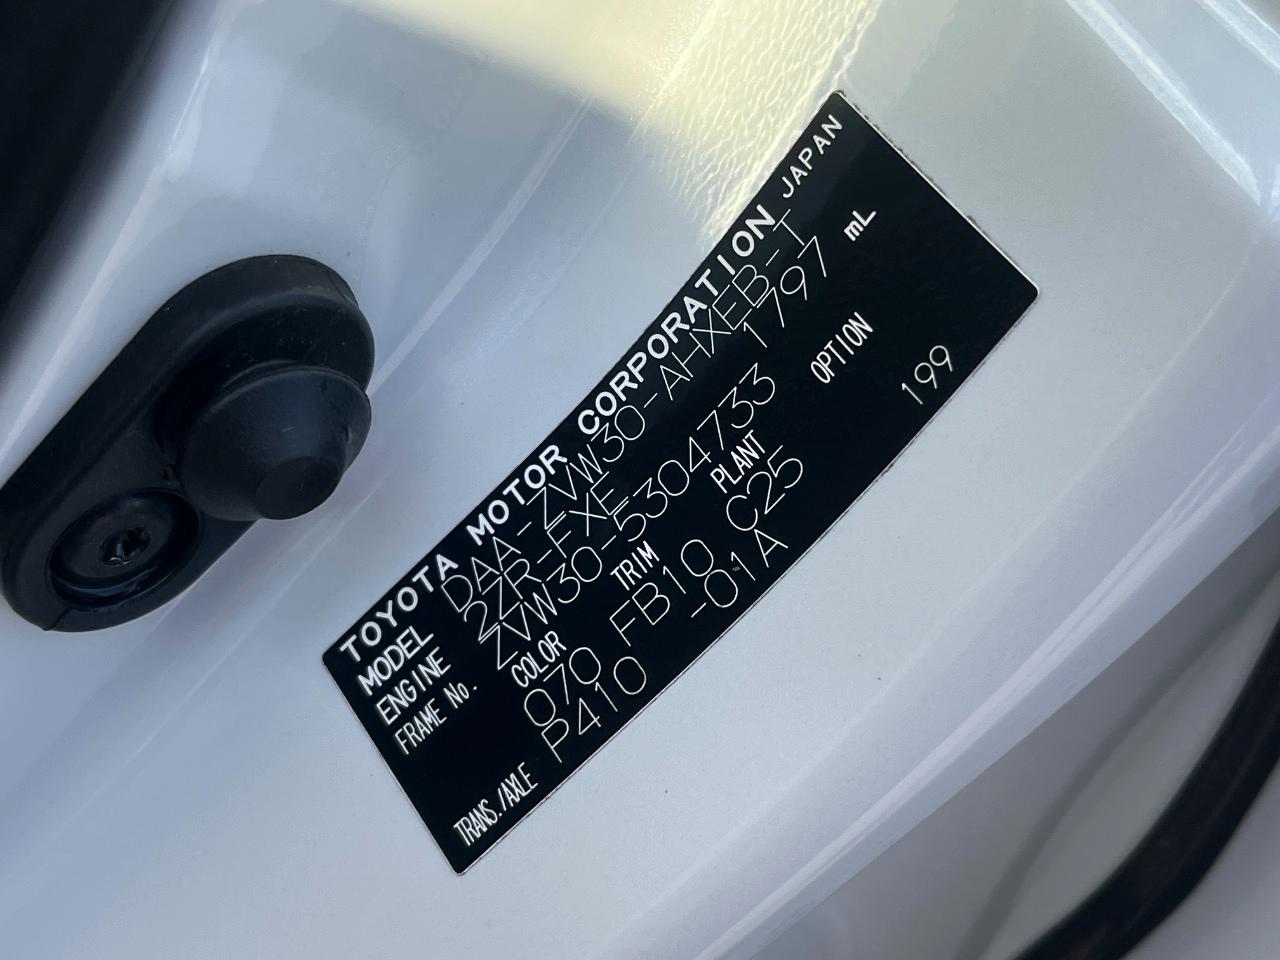 TOYOTA MOTOR CORPORATION JAPAN
MODEL DAA-ZVW30-AHXEB-T
ENGINE 2ZR-FXE 1797 mL
FRAME No. ZVW30-5304733
COLOR TRIM PLANT OPTION
070 FB10 C25 199
TRANS./AXLE P410 -01A